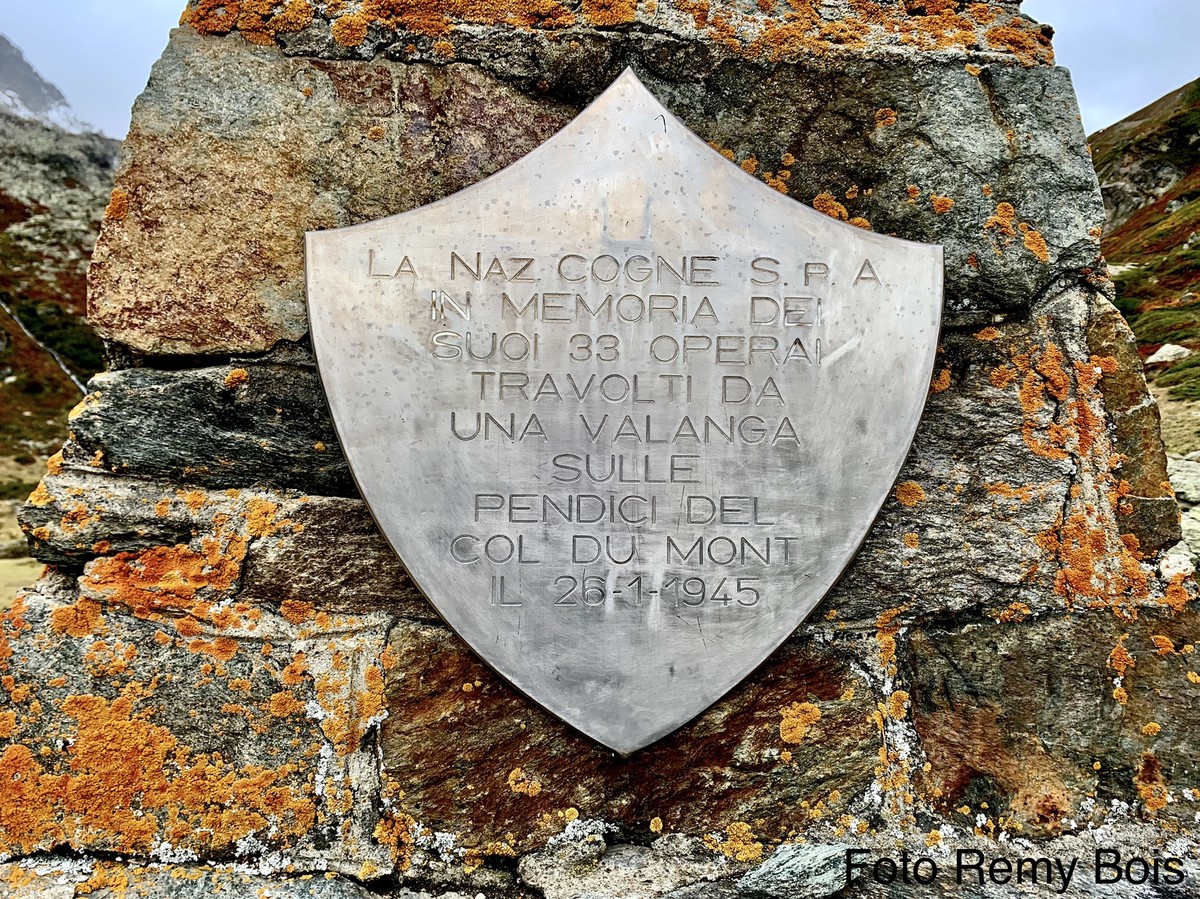 LA NAZ COGNE S.P.A.
IN MEMORIA DEI
SUOI 33 OPERAI
TRAVOLTI DA
UNA VALANGA
SULLE
PENDICI DEL
COL DU MONT
IL 26-1-1945
Foto Remy Bois